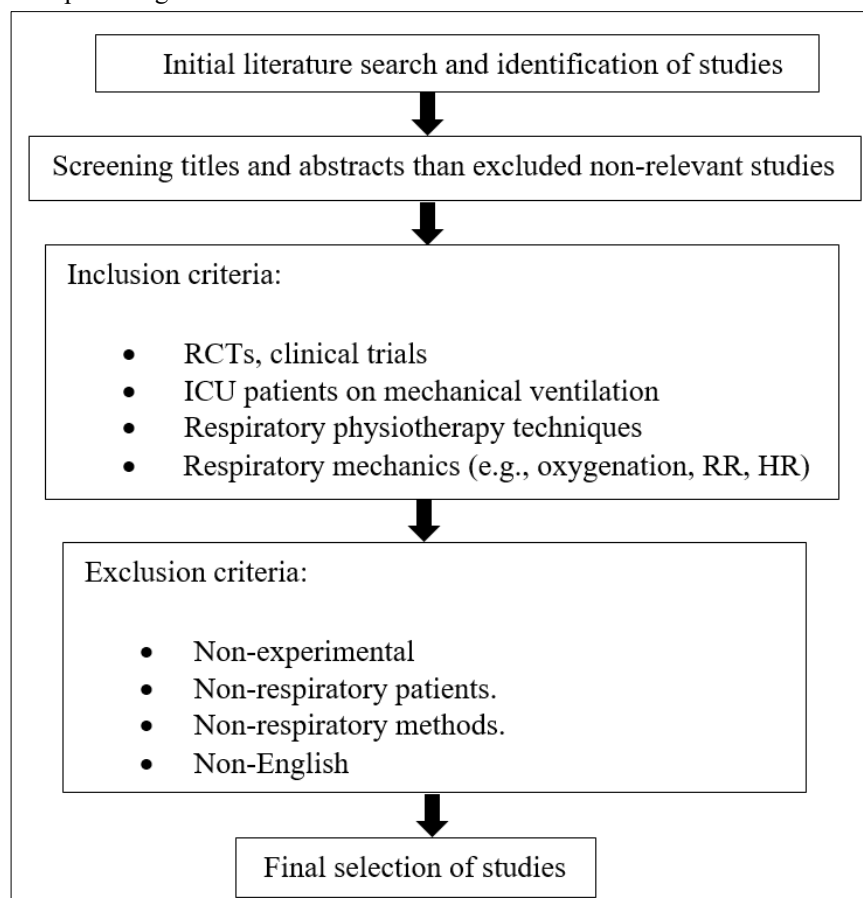 Initial literature search and identification of studies
Screening titles and abstracts than excluded non-relevant studies
Inclusion criteria:
• RCTs, clinical trials
• ICU patients on mechanical ventilation
• Respiratory physiotherapy techniques
• Respiratory mechanics (e.g., oxygenation, RR, HR)
Exclusion criteria:
• Non-experimental
• Non-respiratory patients.
• Non-respiratory methods.
• Non-English
Final selection of studies